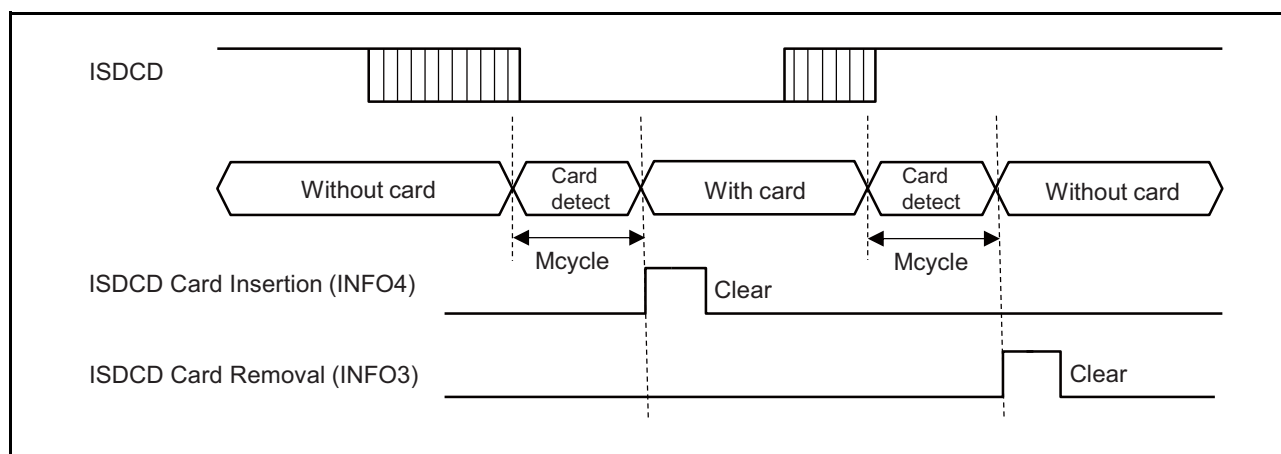 ISDCD
Without card
Card
detect
With card
Card
detect
Without card
Mcycle
Mcycle
ISDCD Card Insertion (INFO4)
Clear
ISDCD Card Removal (INFO3)
Clear